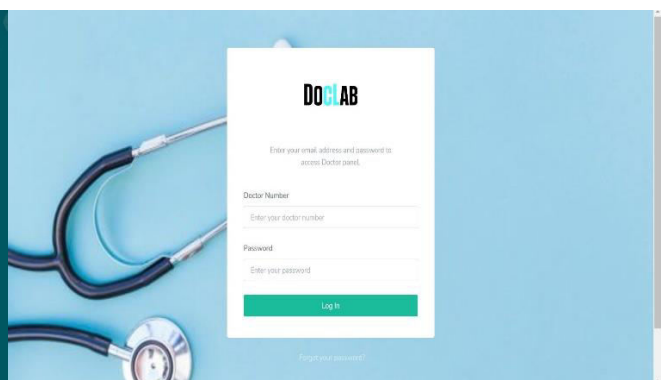 DOCLAB
Enter your email address and password to
access Doctor panel.
Doctor Number
Enter your doctor number
Password
Enter your password
Log In
Forgot your password?